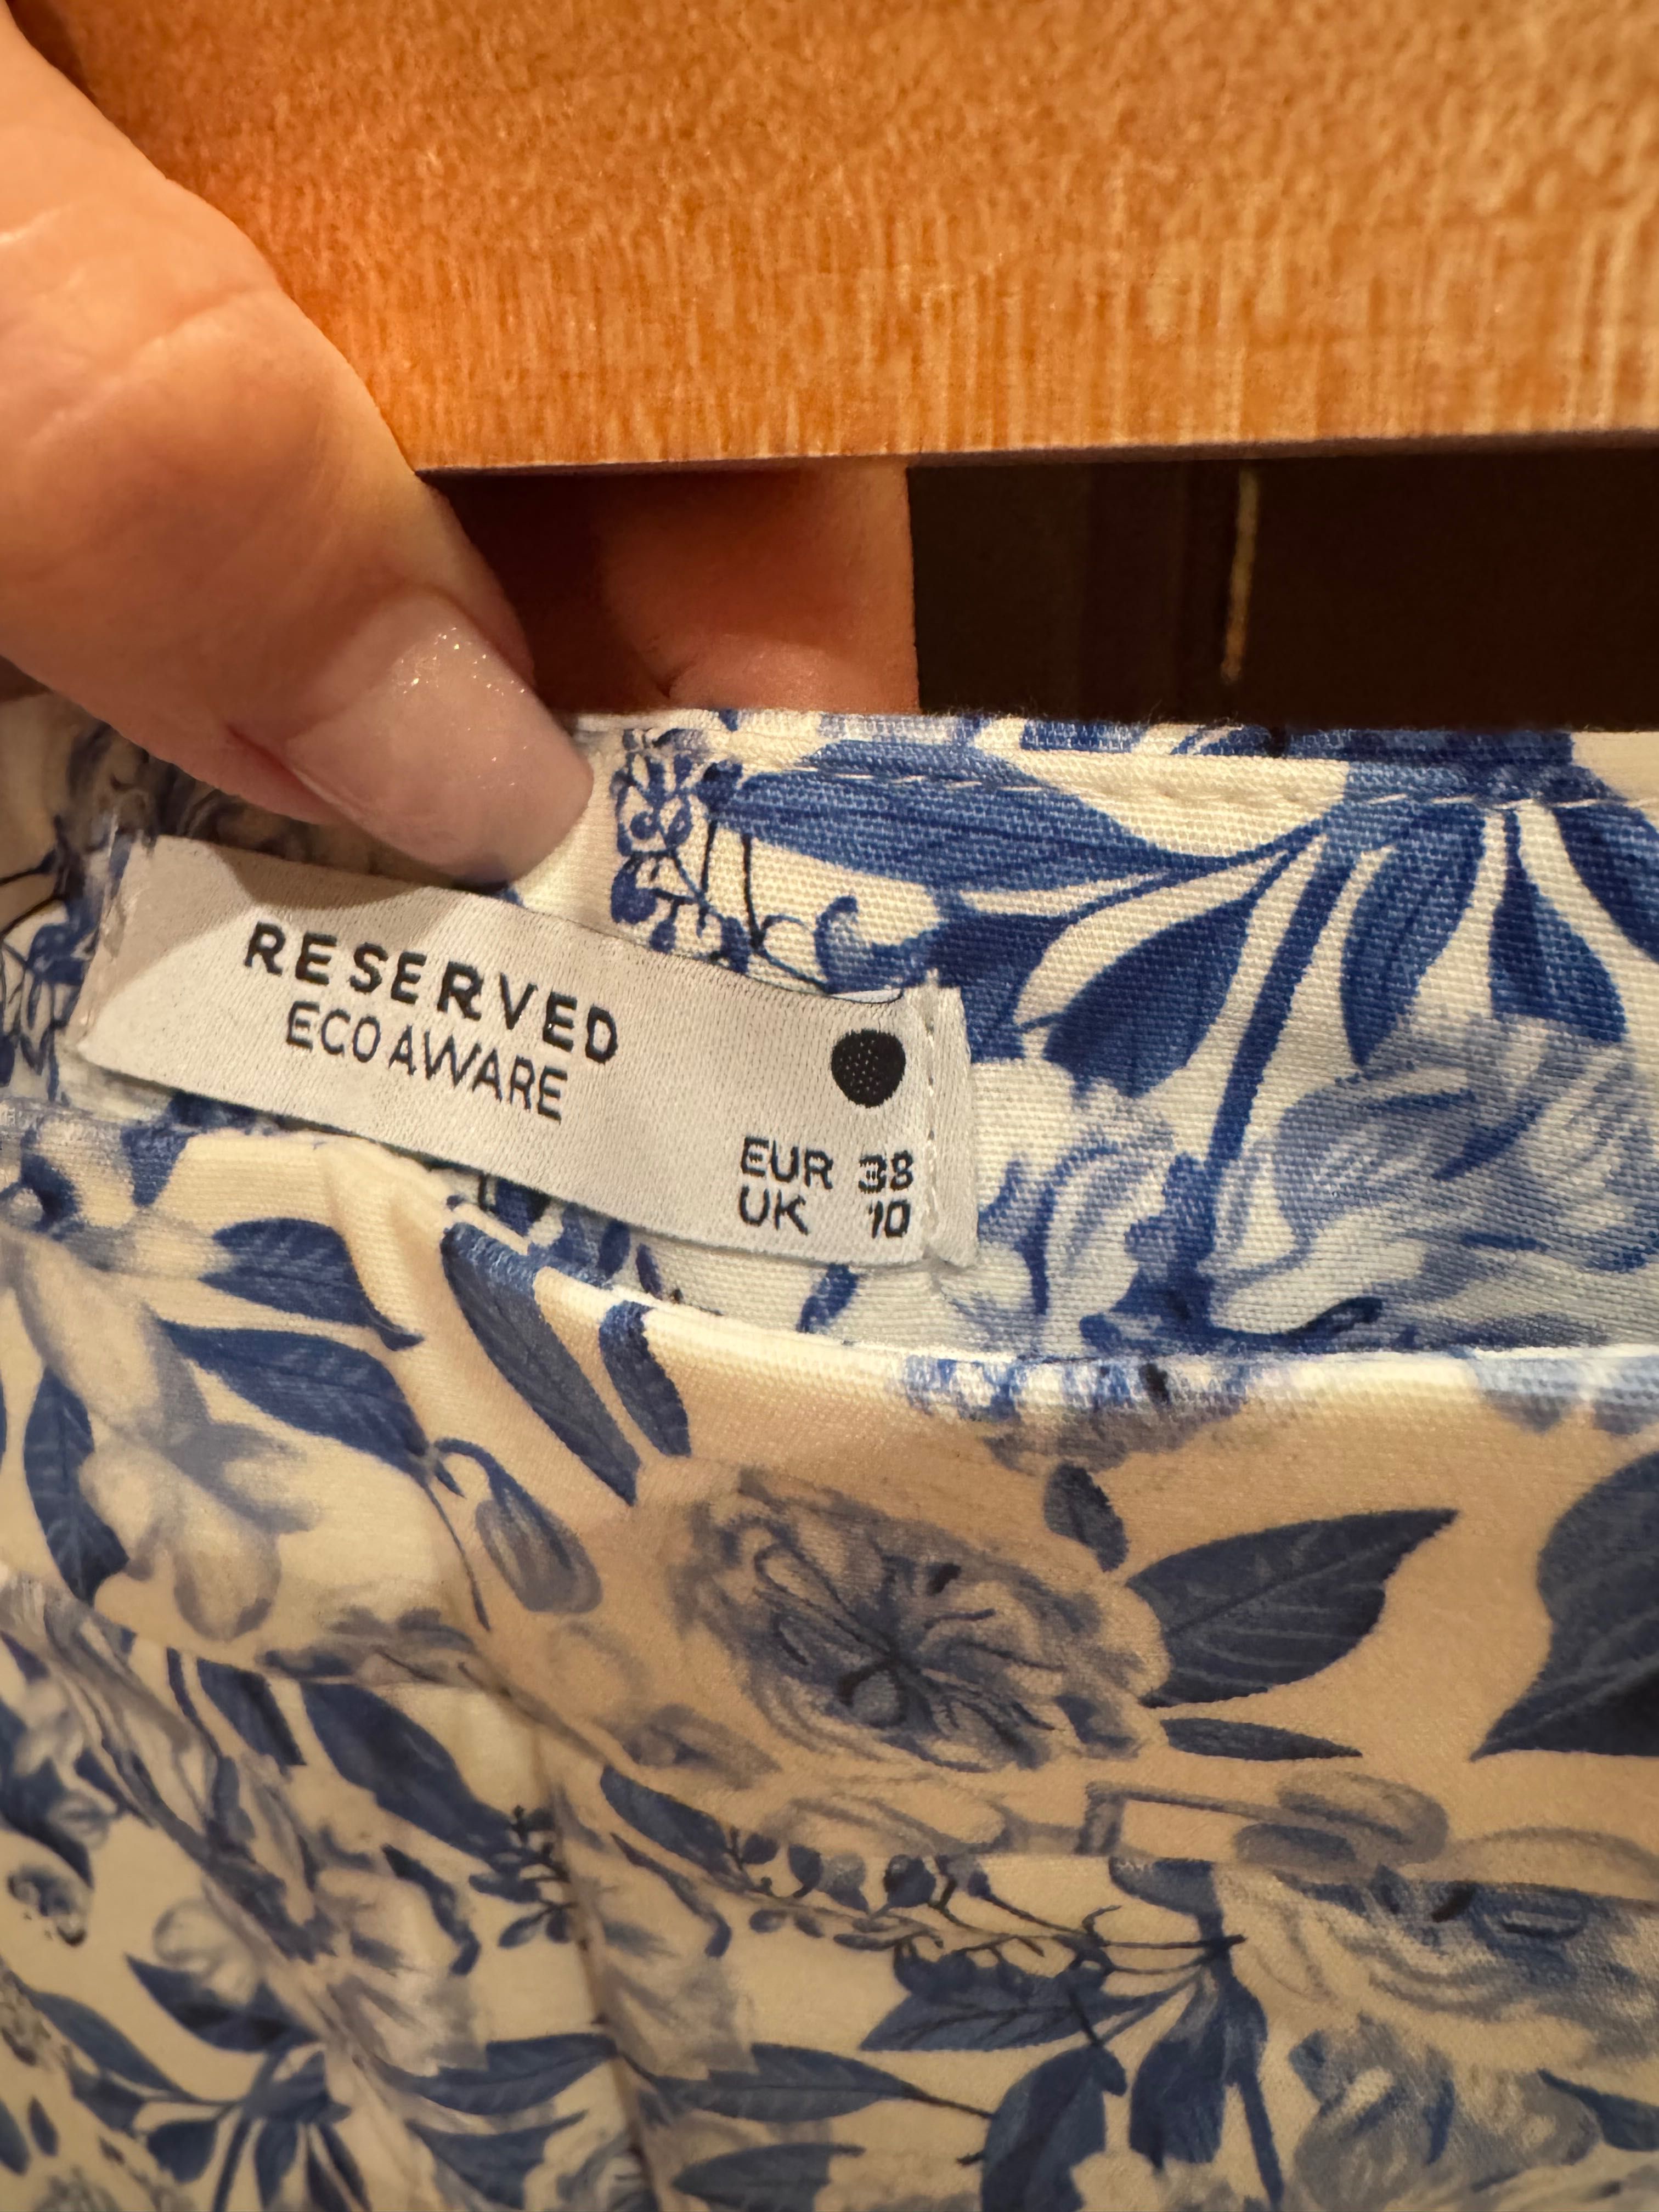 RESERVED
ECO AWARE
EUR 38
UK 10